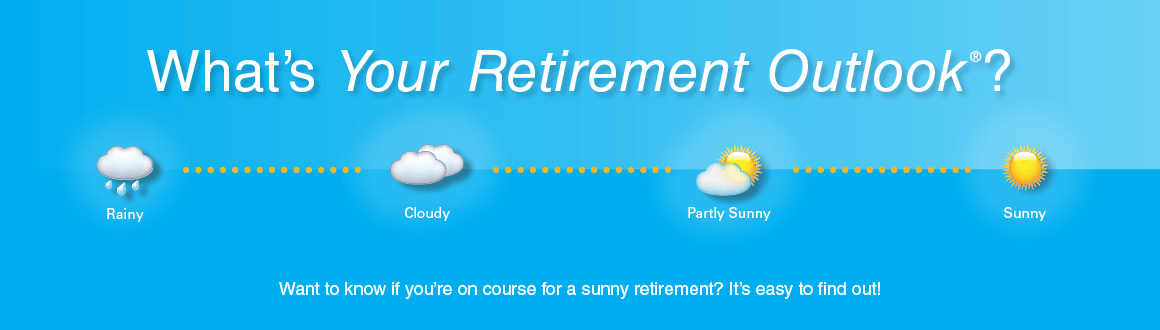 What's Your Retirement Outlook®?
Rainy
Cloudy
Partly Sunny
Sunny
Want to know if you're on course for a sunny retirement? It's easy to find out!